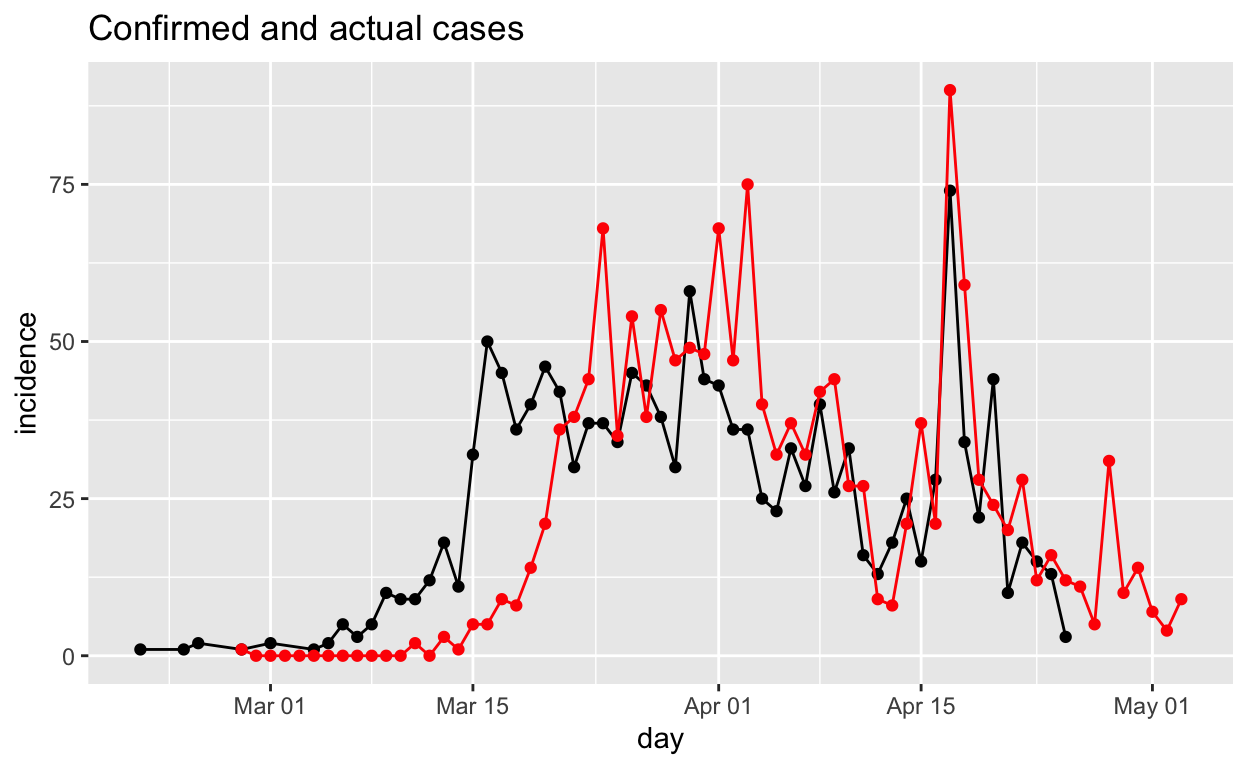 Confirmed and actual cases
75
50
25
0
incidence
Mar 01
Mar 15
Apr 01
Apr 15
May 01
day